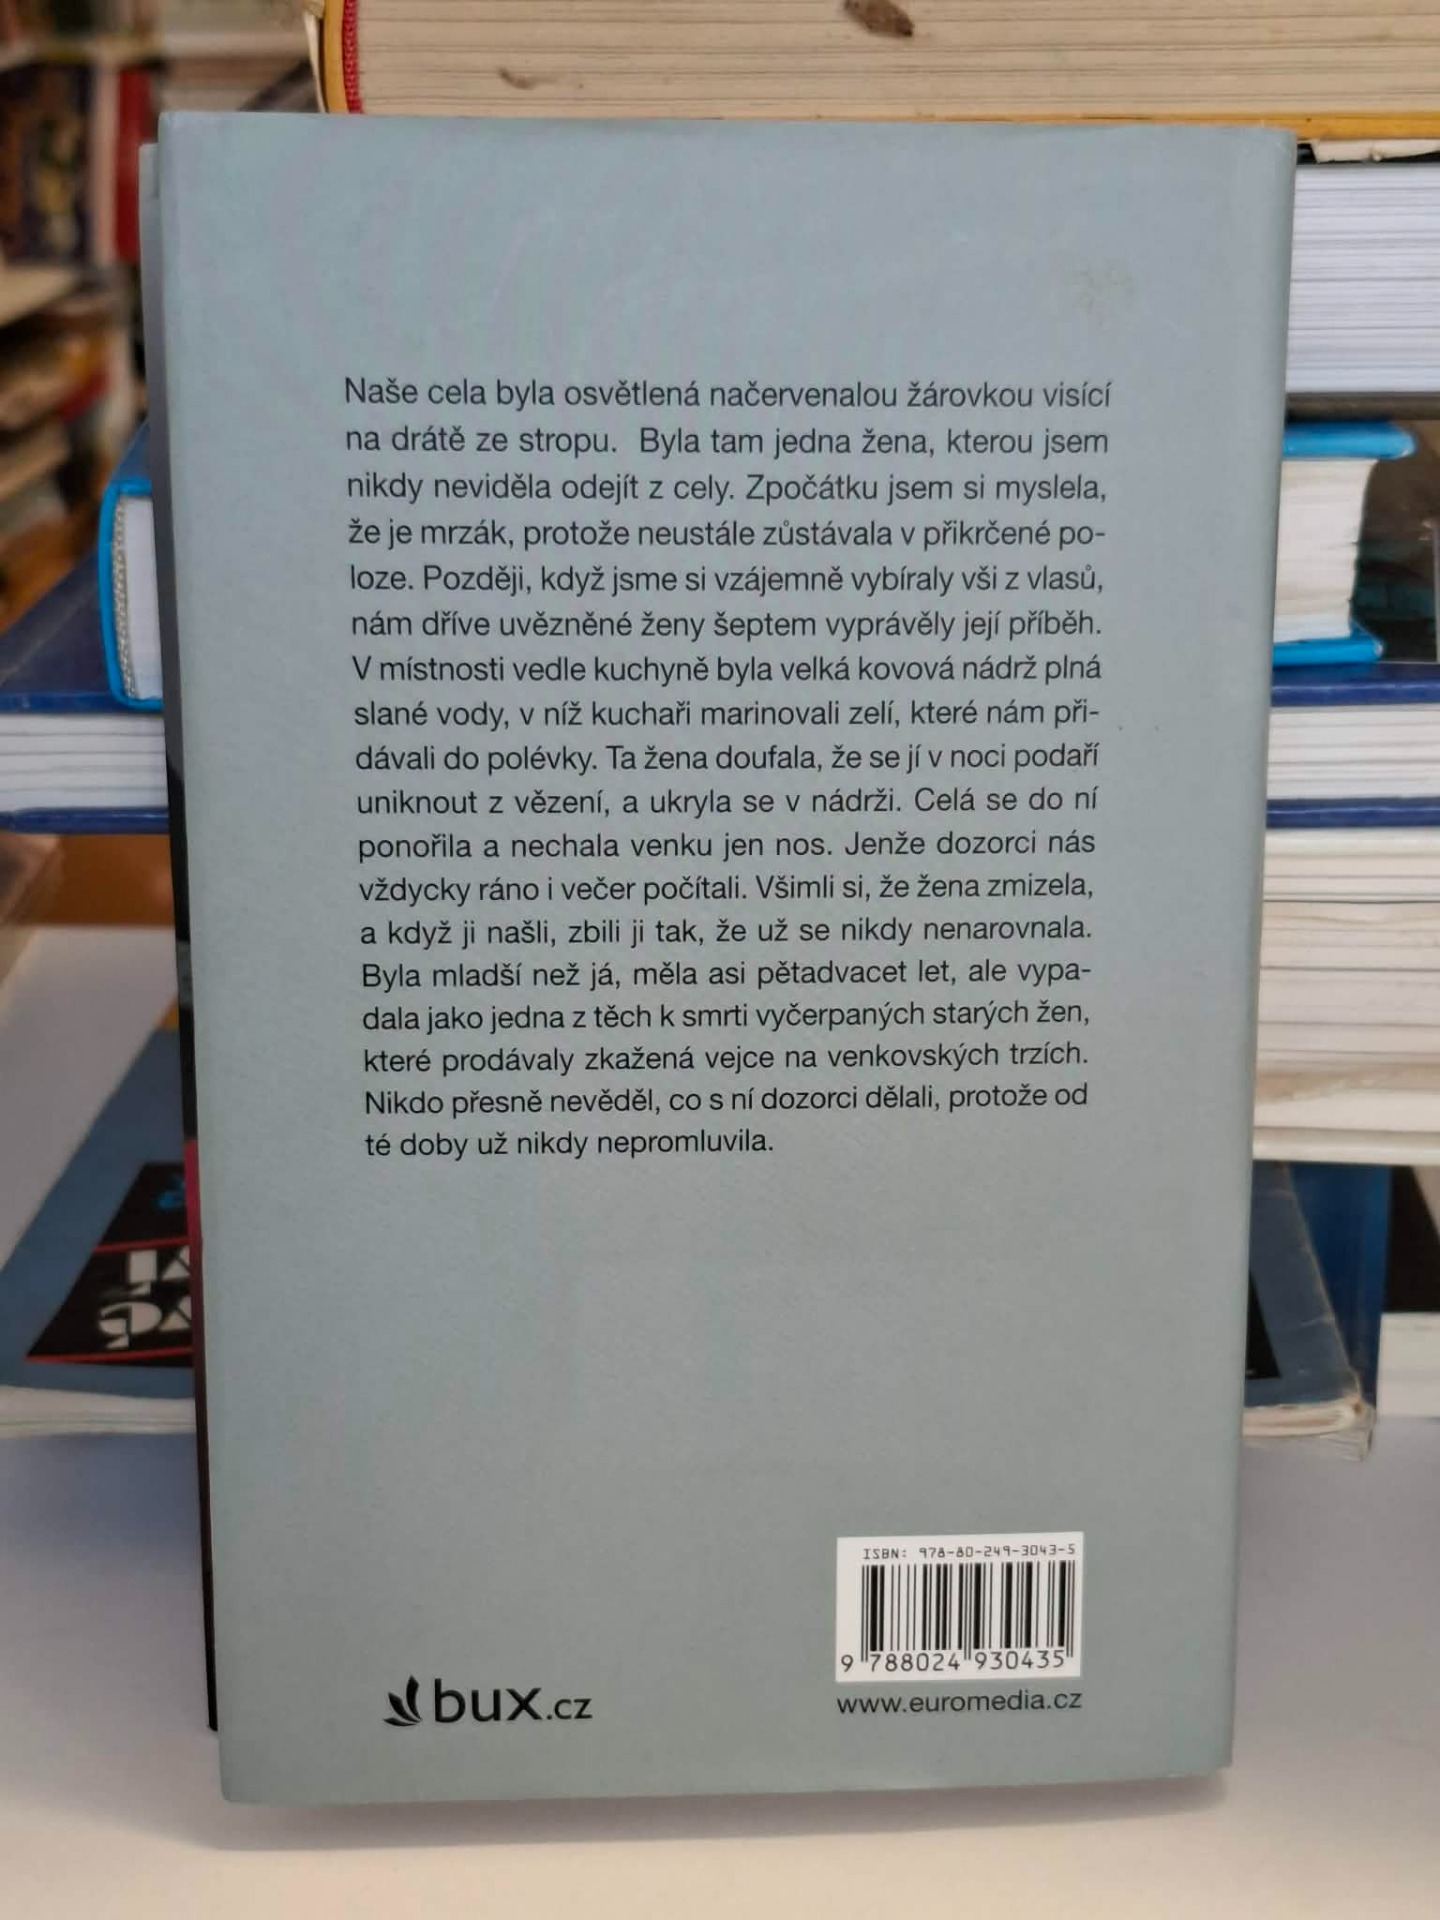 Naše cela byla osvětlená načervenalou žárovkou visící
na drátě ze stropu. Byla tam jedna žena, kterou jsem
nikdy neviděla odejít z cely. Zpočátku jsem si myslela,
že je mrzák, protože neustále zůstávala v přikrčené po-
loze. Později, když jsme si vzájemně vybíraly vši z vlasů,
nám dříve uvězněné ženy šeptem vyprávěly její příběh.
V místnosti vedle kuchyně byla velká kovová nádrž plná
slané vody, v níž kuchaři marinovali zelí, které nám při-
dávali do polévky. Ta žena doufala, že se jí v noci podaří
uniknout z vězení, a ukryla se v nádrži. Celá se do ní
ponořila a nechala venku jen nos. Jenže dozorci nás
vždycky ráno i večer počítali. Všimli si, že žena zmizela,
a když ji našli, zbili ji tak, že už se nikdy nenarovnala.
Byla mladší než já, měla asi pětadvacet let, ale vypa-
dala jako jedna z těch k smrti vyčerpaných starých žen,
které prodávaly zkažená vejce na venkovských trzích.
Nikdo přesně nevěděl, co s ní dozorci dělali, protože od
té doby už nikdy nepromluvila.
ISBN: 978-80-249-3043-5
9 788024 930435
www.euromedia.cz
bux.cz